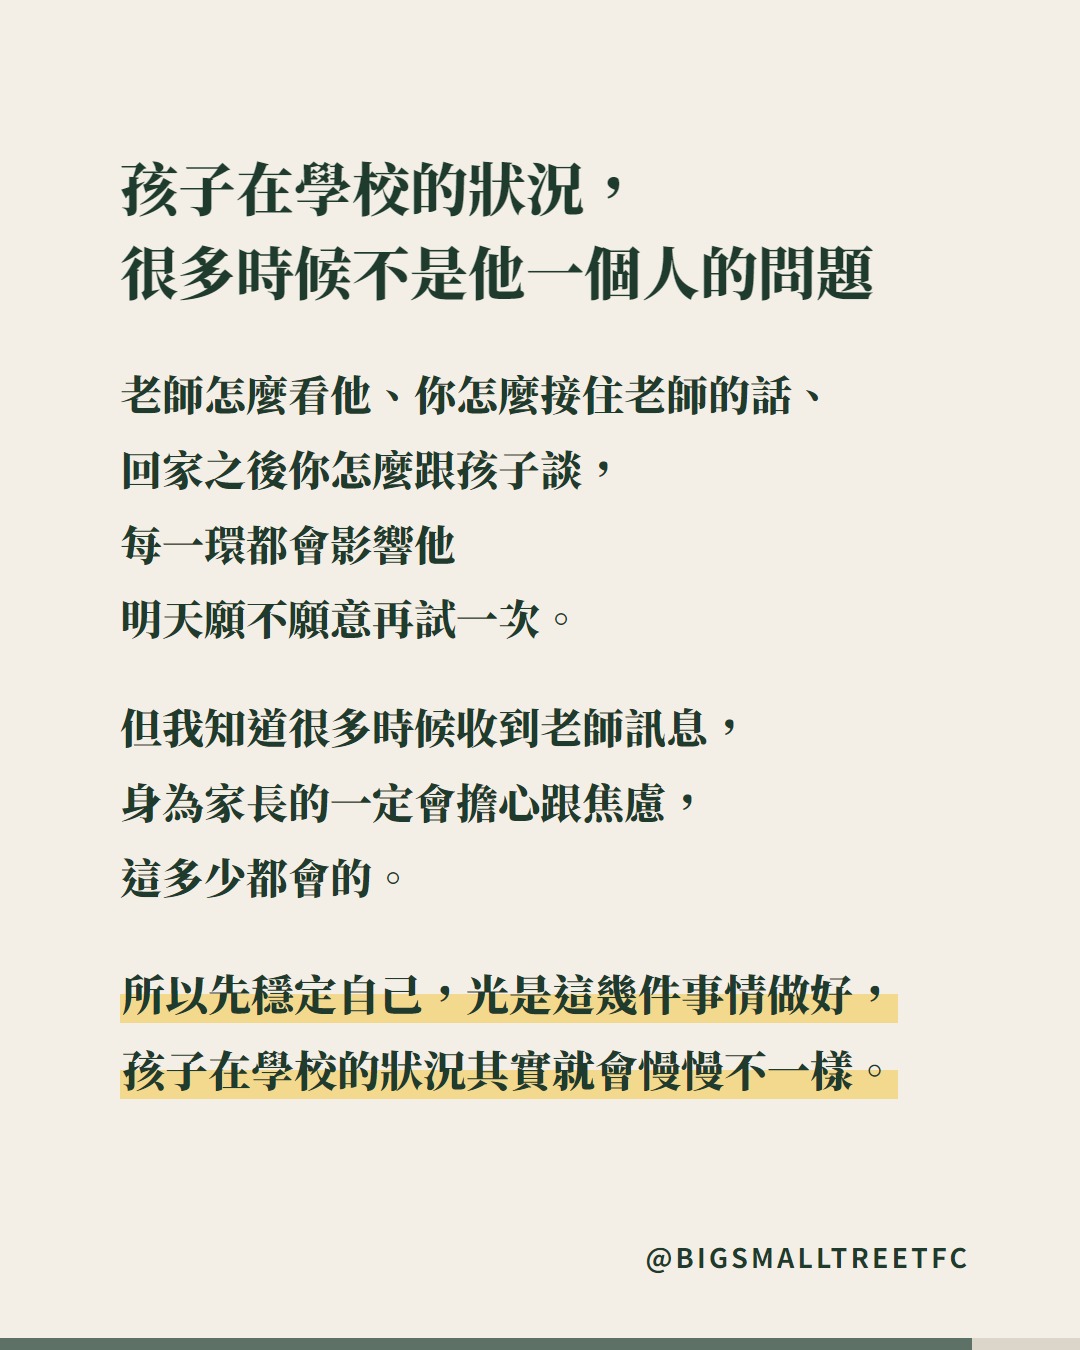 孩子在學校的狀況，
很多時候不是他一個人的問題
老師怎麼看他、你怎麼接住老師的話、
回家之後你怎麼跟孩子談，
每一環都會影響他
明天願不願意再試一次。
但我知道很多時候收到老師訊息，
身為家長的一定會擔心跟焦慮，
這多少都會的。
所以先穩定自己，光是這幾件事情做好，
孩子在學校的狀況其實就會慢慢不一樣。
@BIGSMALLTREETFC